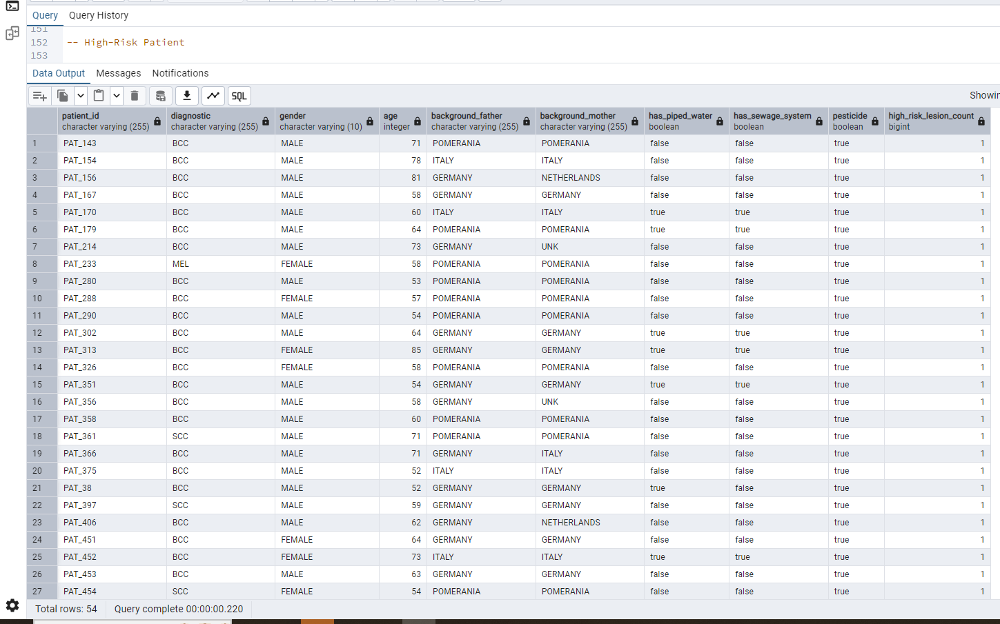 Query Query History
151
152 -- High-Risk Patient
153
Data Output Messages Notifications
SQL Showin
patient_id diagnostic gender age background_father background_mother has_piped_water has_sewage_system pesticide high_risk_lesion_count
character varying (255) character varying (255) character varying (10) integer character varying (255) character varying (255) boolean boolean boolean bigint
1 PAT_143 BCC MALE 71 POMERANIA POMERANIA false false true 1
2 PAT_154 BCC MALE 78 ITALY ITALY false false true 1
3 PAT_156 BCC MALE 81 GERMANY NETHERLANDS false false true 1
4 PAT_167 BCC MALE 58 GERMANY GERMANY false false true 1
5 PAT_170 BCC MALE 60 ITALY ITALY true true true 1
6 PAT_179 BCC MALE 64 POMERANIA POMERANIA true true true 1
7 PAT_214 BCC MALE 73 GERMANY UNK false false true 1
8 PAT_233 MEL FEMALE 58 POMERANIA POMERANIA false false true 1
9 PAT_280 BCC MALE 53 POMERANIA POMERANIA false false true 1
10 PAT_288 BCC FEMALE 57 POMERANIA POMERANIA false false true 1
11 PAT_290 BCC MALE 54 POMERANIA POMERANIA false false true 1
12 PAT_302 BCC MALE 64 GERMANY GERMANY true true true 1
13 PAT_313 BCC FEMALE 85 GERMANY GERMANY true true true 1
14 PAT_326 BCC FEMALE 58 POMERANIA POMERANIA false false true 1
15 PAT_351 BCC MALE 54 GERMANY GERMANY true true true 1
16 PAT_356 BCC MALE 58 GERMANY UNK false false true 1
17 PAT_358 BCC MALE 60 POMERANIA POMERANIA false false true 1
18 PAT_361 SCC MALE 71 POMERANIA POMERANIA false false true 1
19 PAT_366 BCC MALE 71 GERMANY ITALY false false true 1
20 PAT_375 BCC MALE 52 ITALY ITALY false false true 1
21 PAT_38 BCC MALE 52 GERMANY GERMANY true false true 1
22 PAT_397 SCC MALE 59 GERMANY GERMANY false false true 1
23 PAT_406 BCC MALE 62 GERMANY NETHERLANDS false false true 1
24 PAT_451 BCC FEMALE 64 GERMANY GERMANY false false true 1
25 PAT_452 BCC FEMALE 73 ITALY ITALY true true true 1
26 PAT_453 BCC MALE 63 GERMANY GERMANY false false true 1
27 PAT_454 SCC FEMALE 54 POMERANIA POMERANIA false false true 1
Total rows: 54 Query complete 00:00:00.220